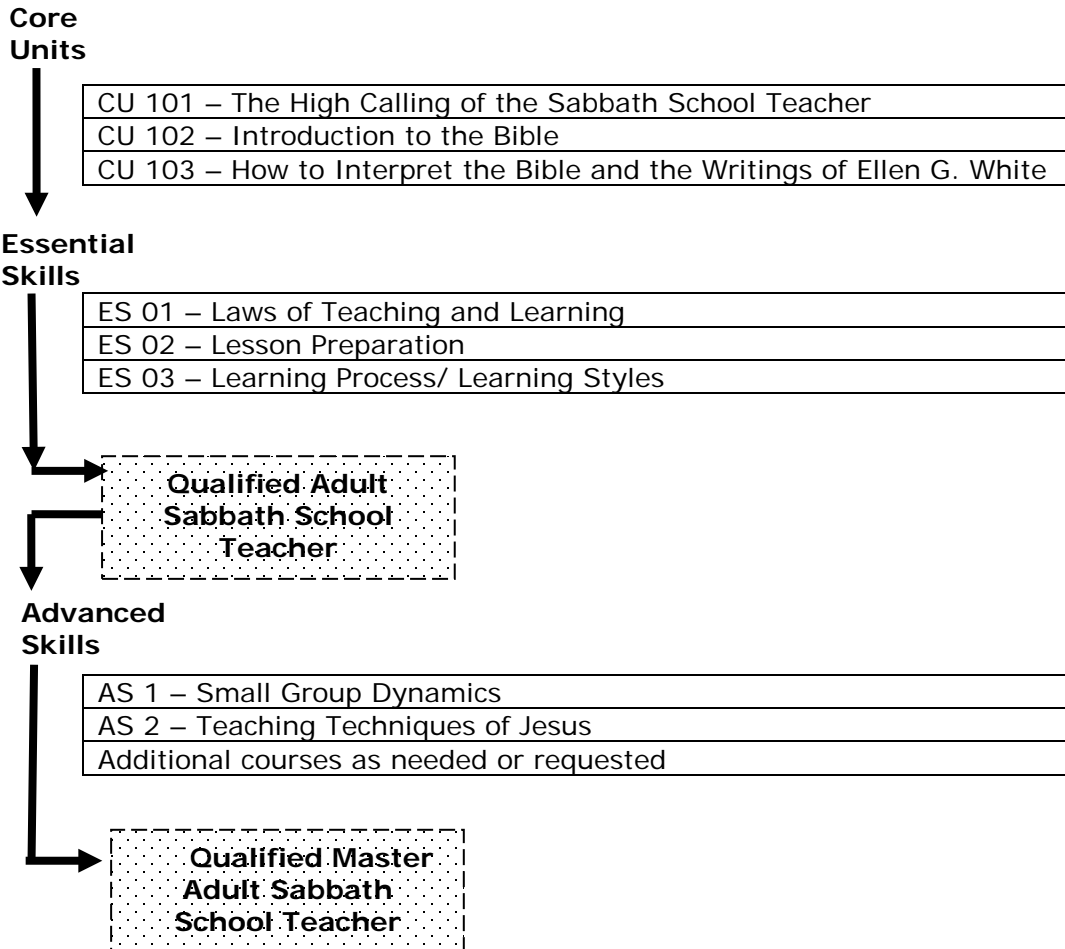 Core
Units
CU 101 – The High Calling of the Sabbath School Teacher
CU 102 – Introduction to the Bible
CU 103 – How to Interpret the Bible and the Writings of Ellen G. White
Essential
Skills
ES 01 – Laws of Teaching and Learning
ES 02 – Lesson Preparation
ES 03 – Learning Process/ Learning Styles
Qualified Adult
Sabbath School
Teacher
Advanced
Skills
AS 1 – Small Group Dynamics
AS 2 – Teaching Techniques of Jesus
Additional courses as needed or requested
Qualified Master
Adult Sabbath
School Teacher